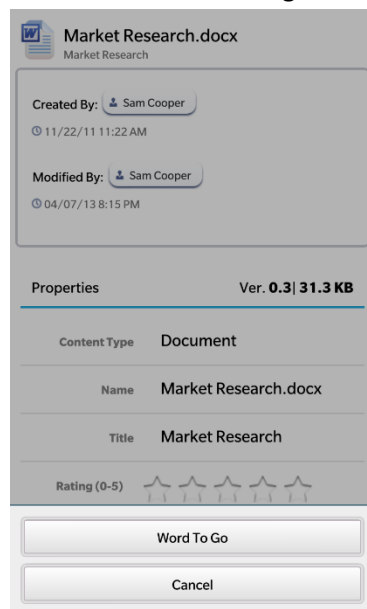 Market Research.docx
Market Research
Created By: Sam Cooper
11/22/11 11:22 AM
Modified By: Sam Cooper
04/07/13 8:15 PM
Properties Ver. 0.3| 31.3 KB
Content Type Document
Name Market Research.docx
Title Market Research
Rating (0-5)
Word To Go
Cancel